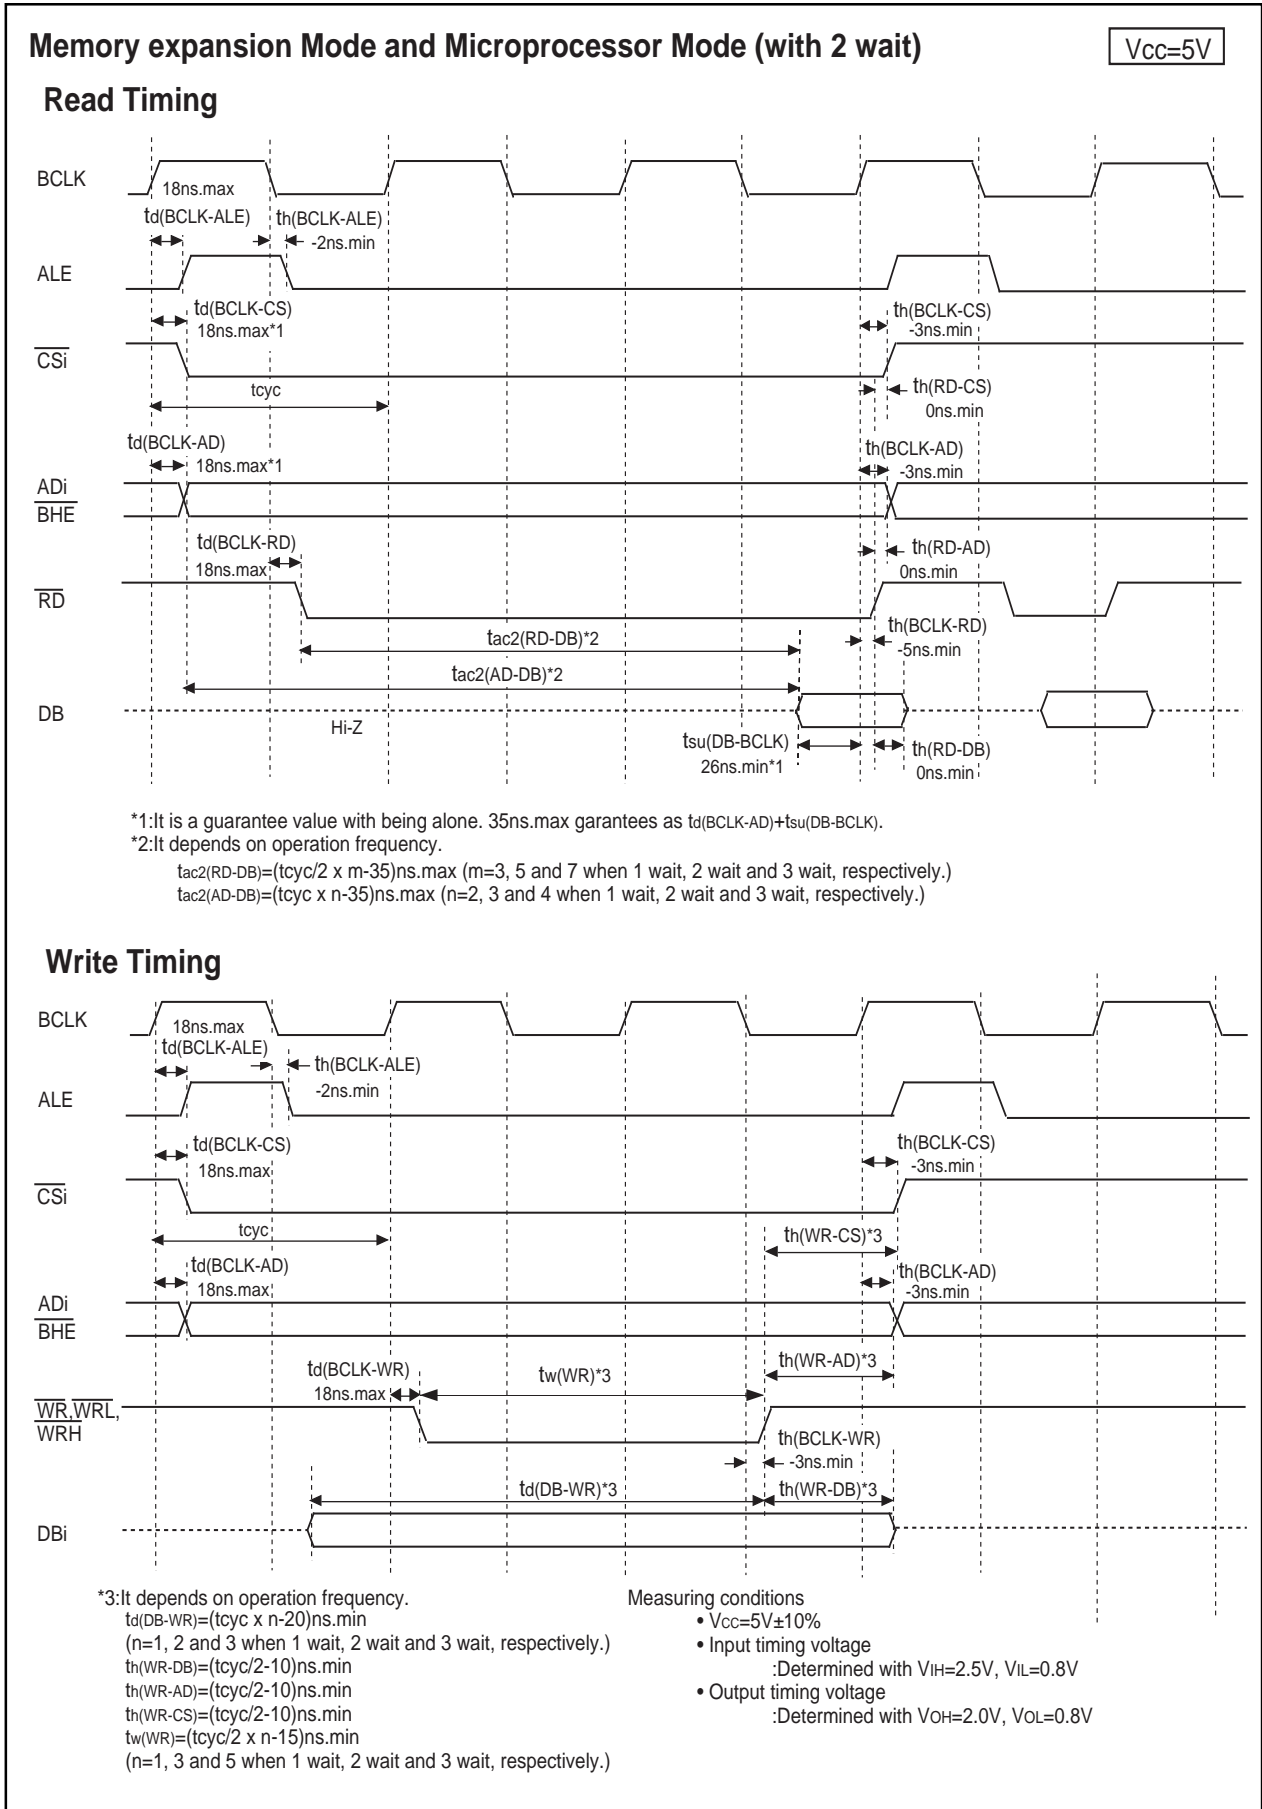 Memory expansion Mode and Microprocessor Mode (with 2 wait)
Vcc=5V
Read Timing
BCLK
18ns.max
td(BCLK-ALE)
th(BCLK-ALE)
-2ns.min
ALE
td(BCLK-CS)
18ns.max*1
th(BCLK-CS)
-3ns.min
CSi
tcyc
th(RD-CS)
0ns.min
td(BCLK-AD)
18ns.max*1
th(BCLK-AD)
-3ns.min
ADi
BHE
td(BCLK-RD)
18ns.max
th(RD-AD)
0ns.min
RD
tac2(RD-DB)*2
th(BCLK-RD)
-5ns.min
tac2(AD-DB)*2
DB
Hi-Z
tsu(DB-BCLK)
26ns.min*1
th(RD-DB)
0ns.min
*1:It is a guarantee value with being alone. 35ns.max garantees as td(BCLK-AD)+tsu(DB-BCLK).
*2:It depends on operation frequency.
tac2(RD-DB)=(tcyc/2 x m-35)ns.max (m=3, 5 and 7 when 1 wait, 2 wait and 3 wait, respectively.)
tac2(AD-DB)=(tcyc x n-35)ns.max (n=2, 3 and 4 when 1 wait, 2 wait and 3 wait, respectively.)
Write Timing
BCLK
18ns.max
td(BCLK-ALE)
th(BCLK-ALE)
-2ns.min
ALE
td(BCLK-CS)
18ns.max
th(BCLK-CS)
-3ns.min
CSi
tcyc
th(WR-CS)*3
td(BCLK-AD)
18ns.max
th(BCLK-AD)
-3ns.min
ADi
BHE
td(BCLK-WR)
18ns.max
tw(WR)*3
th(WR-AD)*3
WR,WRL,
WRH
th(BCLK-WR)
-3ns.min
td(DB-WR)*3
th(WR-DB)*3
DBi
*3:It depends on operation frequency.
td(DB-WR)=(tcyc x n-20)ns.min
(n=1, 2 and 3 when 1 wait, 2 wait and 3 wait, respectively.)
th(WR-DB)=(tcyc/2-10)ns.min
th(WR-AD)=(tcyc/2-10)ns.min
th(WR-CS)=(tcyc/2-10)ns.min
tw(WR)=(tcyc/2 x n-15)ns.min
(n=1, 3 and 5 when 1 wait, 2 wait and 3 wait, respectively.)
Measuring conditions
• VCC=5V±10%
• Input timing voltage
:Determined with VIH=2.5V, VIL=0.8V
• Output timing voltage
:Determined with VOH=2.0V, VOL=0.8V